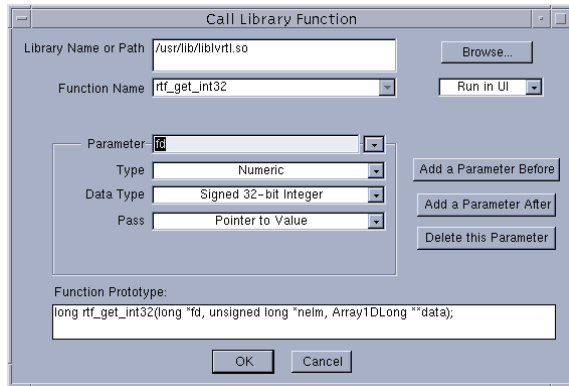 Call Library Function
Library Name or Path /usr/lib/liblvrtl.so Browse...
Function Name rtf_get_int32 Run in UI
Parameter fd
Type Numeric Add a Parameter Before
Data Type Signed 32-bit Integer Add a Parameter After
Pass Pointer to Value Delete this Parameter
Function Prototype:
long rtf_get_int32(long *fd, unsigned long *nelm, Array1DLong **data);
OK Cancel